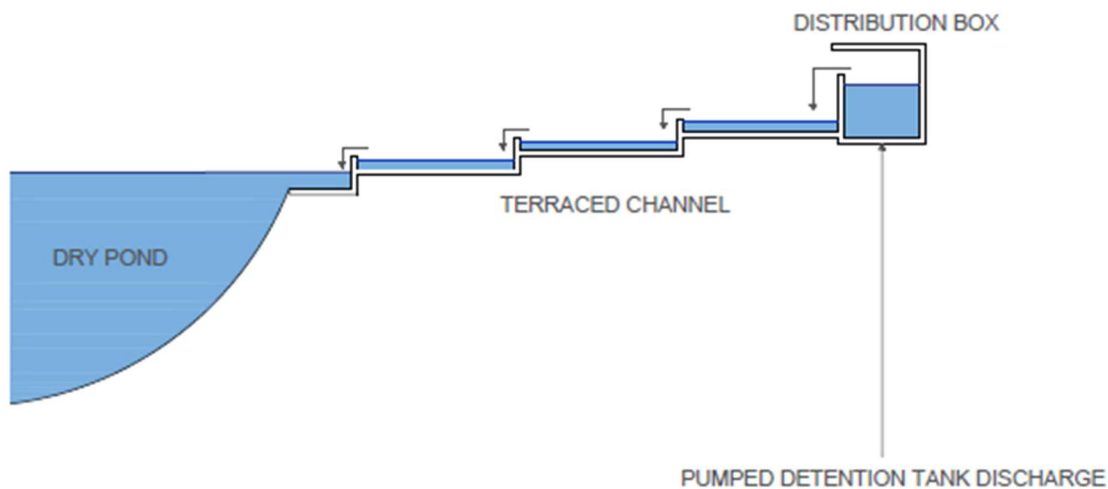 DISTRIBUTION BOX
TERRACED CHANNEL
DRY POND
PUMPED DETENTION TANK DISCHARGE